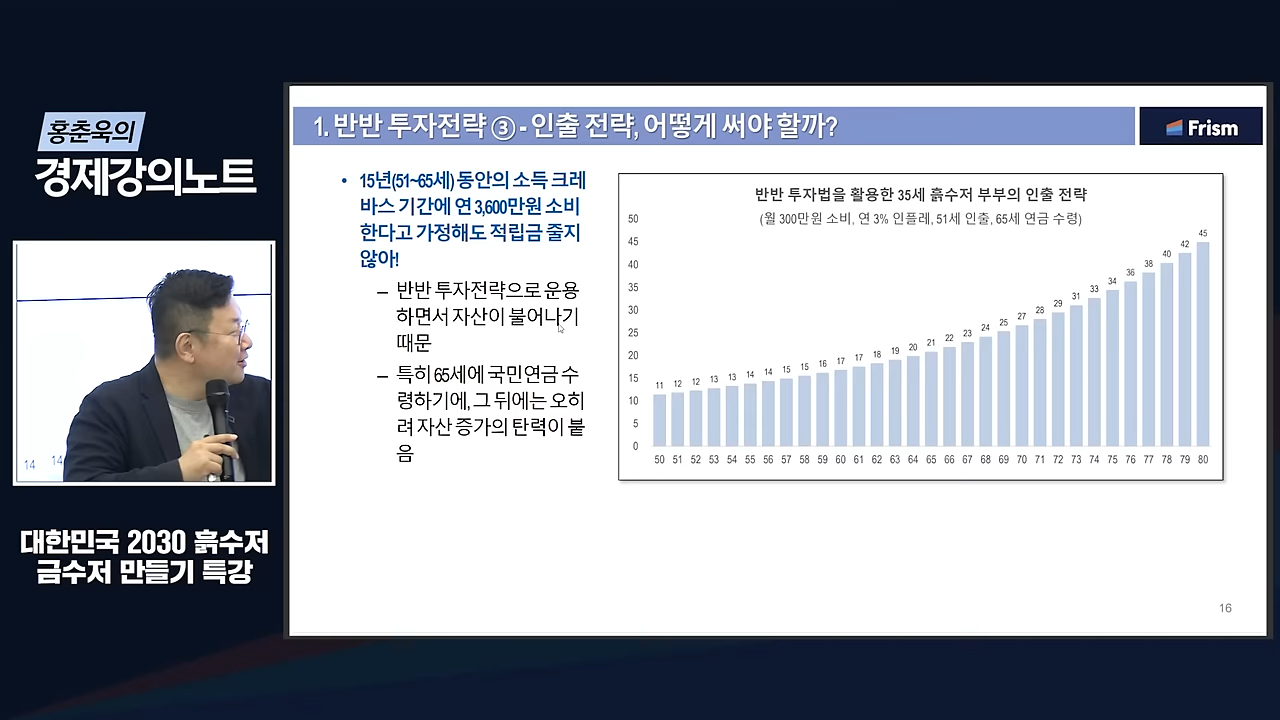 홍춘욱의
경제강의노트
14 14
대한민국 2030 흙수저
금수저 만들기 특강
1. 반반 투자전략 ③ - 인출 전략, 어떻게 써야 할까?
Frism
• 15년(51~65세) 동안의 소득 크레
바스 기간에 연 3,600만원 소비
한다고 가정해도 적립금 줄지
않아!
– 반반 투자전략으로 운용
하면서 자산이 불어나기
때문
– 특히 65세에 국민연금 수
령하기에, 그 뒤에는 오히
려 자산 증가의 탄력이 붙
음
반반 투자법을 활용한 35세 흙수저 부부의 인출 전략
(월 300만원 소비, 연 3% 인플레, 51세 인출, 65세 연금 수령)
50
45
40
35
30
25
20
15
10
5
0
11 12 12 13 13 14 14 15 15 16 17 17 18 19 20 21 22 23 24 25 27 28 29 31 33 34 36 38 40 42 45
50 51 52 53 54 55 56 57 58 59 60 61 62 63 64 65 66 67 68 69 70 71 72 73 74 75 76 77 78 79 80
16